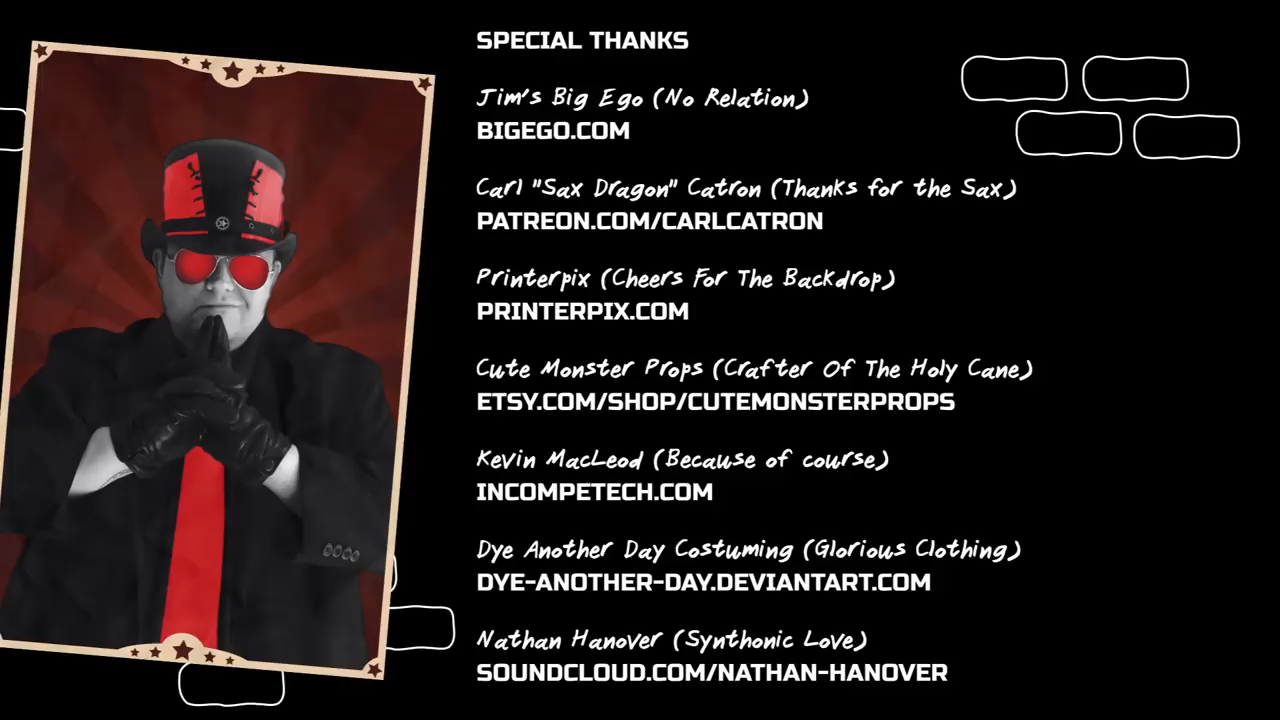 SPECIAL THANKS
Jim's Big Ego (No Relation)
BIGEGO.COM
Carl "Sax Dragon" Catron (Thanks for the Sax)
PATREON.COM/CARLCATRON
Printerpix (Cheers For The Backdrop)
PRINTERPIX.COM
Cute Monster Props (Crafter Of The Holy Cane)
ETSY.COM/SHOP/CUTEMONSTERPROPS
Kevin MacLeod (Because of course)
INCOMPETECH.COM
Dye Another Day Costuming (Glorious Clothing)
DYE-ANOTHER-DAY.DEVIANTART.COM
Nathan Hanover (Synthonic Love)
SOUNDCLOUD.COM/NATHAN-HANOVER